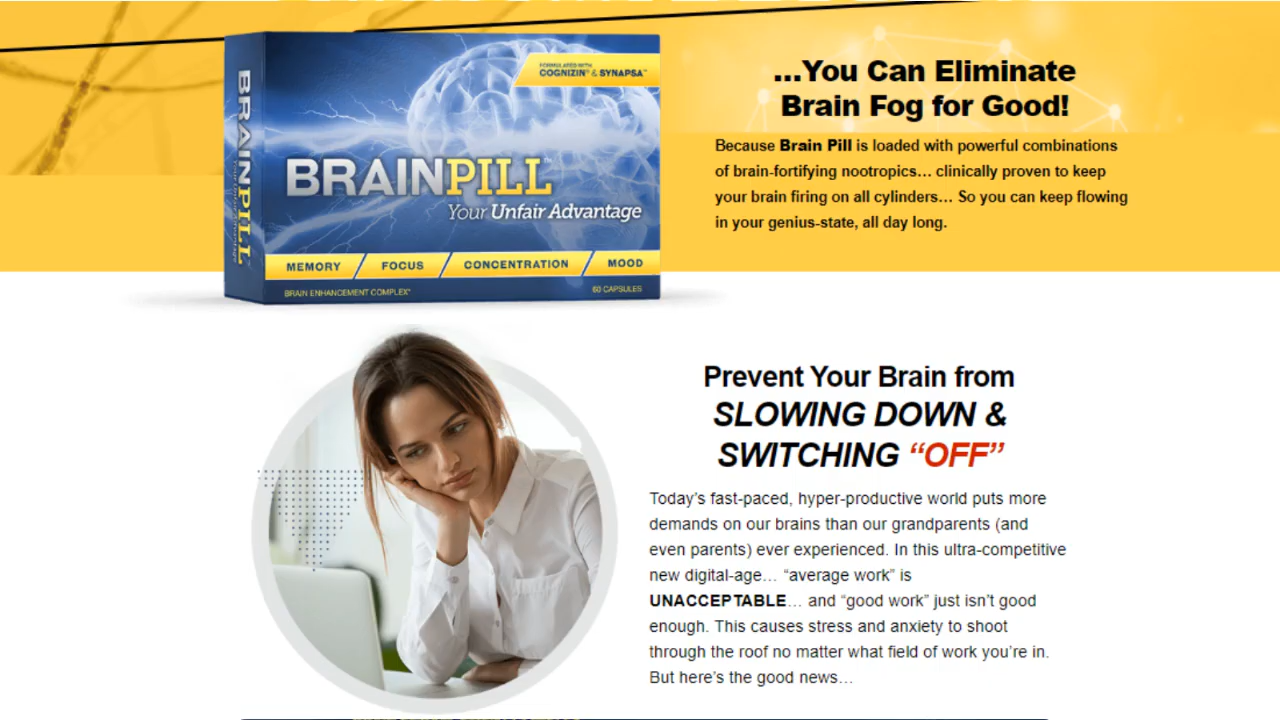 FORMULATED WITH
COGNIZIN® & SYNAPSA™
BRAINPILL
BRAINPILL™
Your Unfair Advantage
MEMORY FOCUS CONCENTRATION MOOD
BRAIN ENHANCEMENT COMPLEX*
60 CAPSULES
...You Can Eliminate
Brain Fog for Good!
Because Brain Pill is loaded with powerful combinations
of brain-fortifying nootropics... clinically proven to keep
your brain firing on all cylinders... So you can keep flowing
in your genius-state, all day long.
Prevent Your Brain from
SLOWING DOWN &
SWITCHING “OFF”
Today’s fast-paced, hyper-productive world puts more
demands on our brains than our grandparents (and
even parents) ever experienced. In this ultra-competitive
new digital-age… “average work” is
UNACCEPTABLE… and “good work” just isn’t good
enough. This causes stress and anxiety to shoot
through the roof no matter what field of work you’re in.
But here’s the good news…